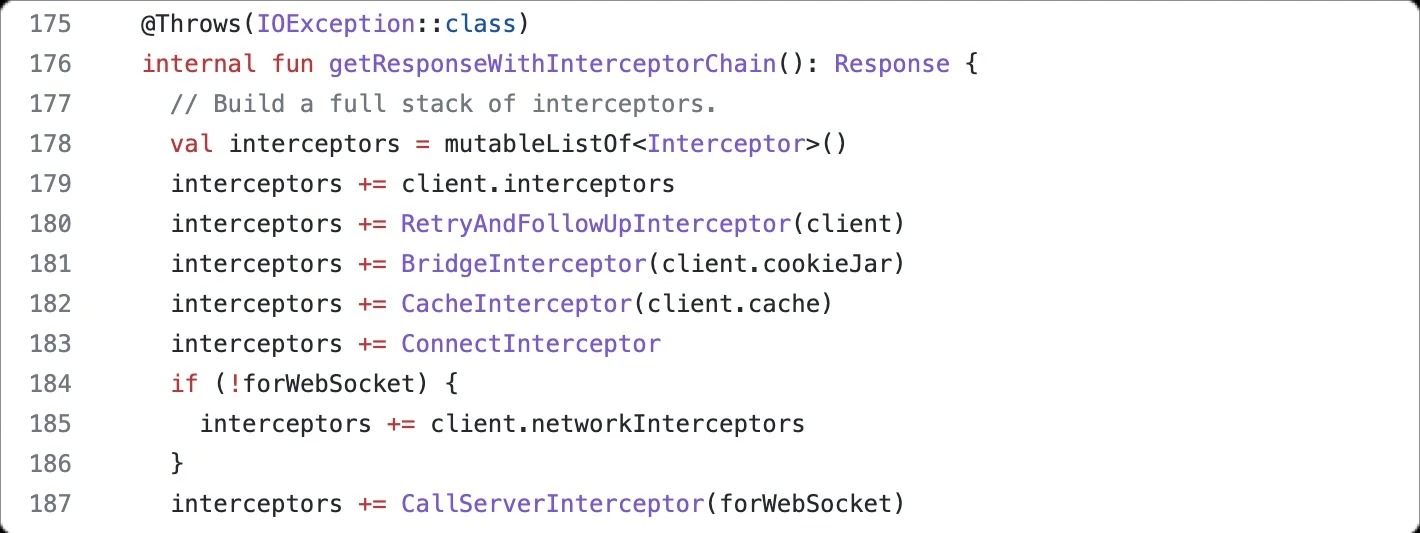 175 @Throws(IOException::class)
176 internal fun getResponseWithInterceptorChain(): Response {
177 // Build a full stack of interceptors.
178 val interceptors = mutableListOf<Interceptor>()
179 interceptors += client.interceptors
180 interceptors += RetryAndFollowUpInterceptor(client)
181 interceptors += BridgeInterceptor(client.cookieJar)
182 interceptors += CacheInterceptor(client.cache)
183 interceptors += ConnectInterceptor
184 if (!forWebSocket) {
185 interceptors += client.networkInterceptors
186 }
187 interceptors += CallServerInterceptor(forWebSocket)